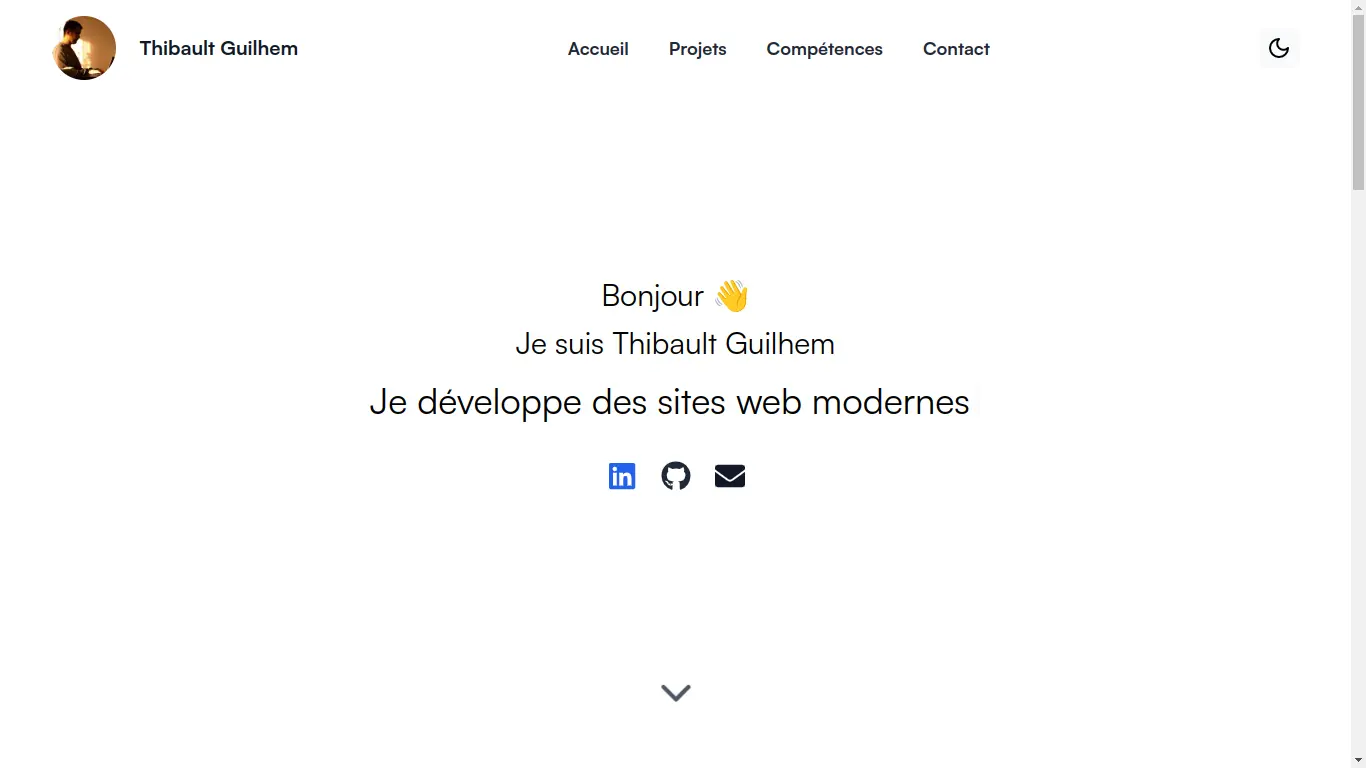 Thibault Guilhem
Accueil Projets Compétences Contact
Bonjour 👋
Je suis Thibault Guilhem
Je développe des sites web modernes
in